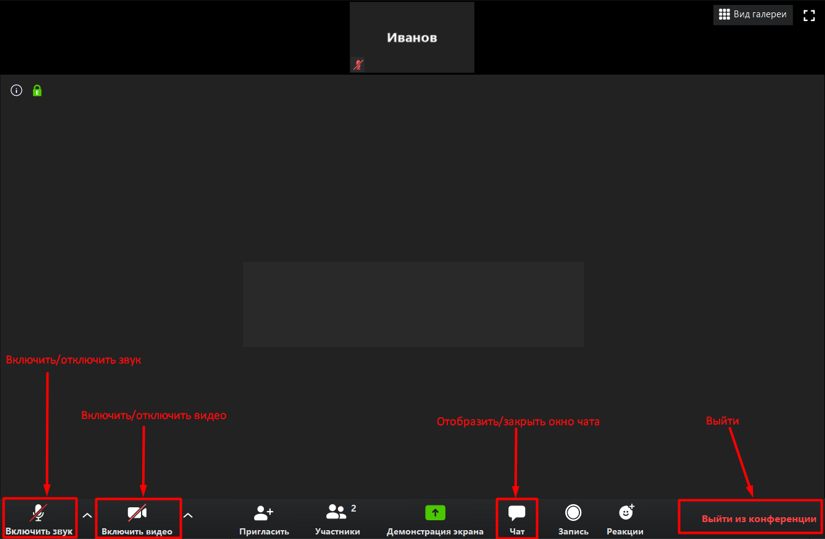 Вид галереи
Иванов
Включить/отключить звук
Включить/отключить видео
Отобразить/закрыть окно чата
Выйти
2
Включить звук
Включить видео
Пригласить
Участники
Демонстрация экрана
Чат
Запись
Реакции
Выйти из конференции